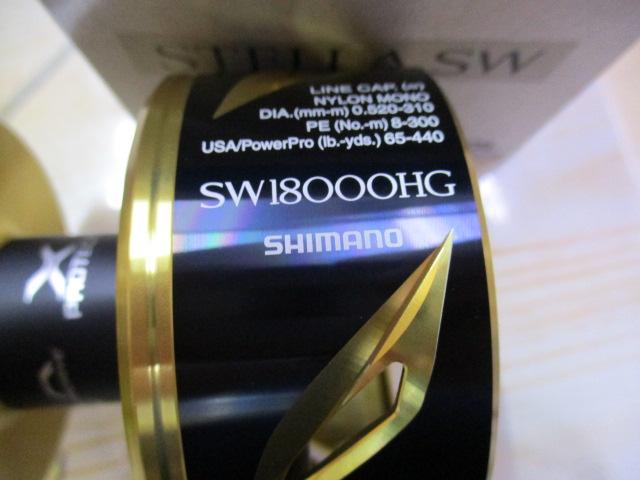 STELLA SW
LINE CAP. (m)
NYLON MONO
DIA.(mm-m) 0.520-310
PE (No.-m) 8-300
USA/PowerPro (lb.-yds.) 65-440
SW18000HG
SHIMANO
X